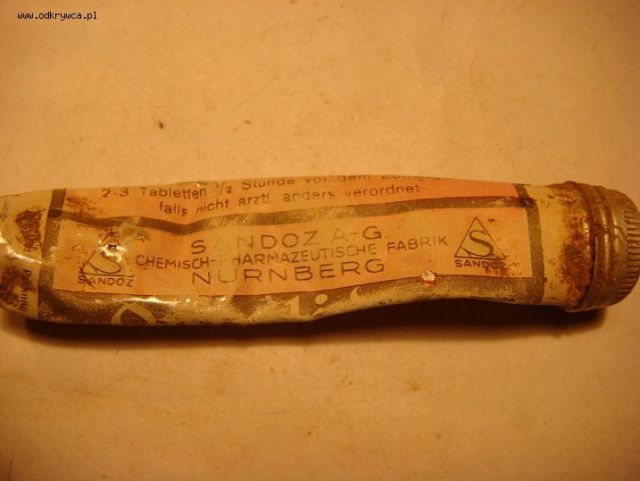 www.odkrywca.pl
2-3 Tabletten ½ Stunde vor dem
falls nicht ärztl. anders verordnet
SANDOZ A-G.
CHEMISCH-PHARMAZEUTISCHE FABRIK
NÜRNBERG
S
SANDOZ
S
SANDOZ